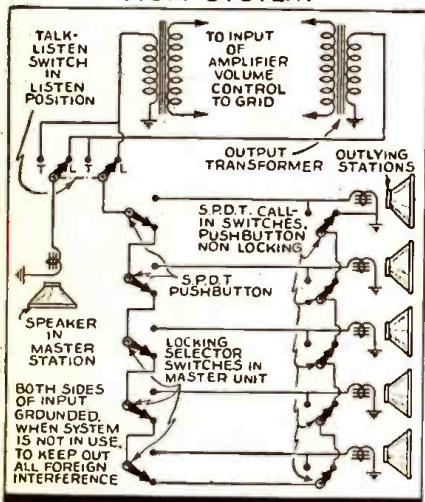 TALK-
LISTEN
SWITCH
IN
LISTEN
POSITION
TO INPUT
OF
AMPLIFIER
VOLUME
CONTROL
TO GRID
OUTPUT
TRANSFORMER
OUTLYING
STATIONS
T L T L
S.P.D.T. CALL-
IN SWITCHES,
PUSHBUTTON
NON LOCKING
S.P.D.T
PUSHBUTTON
SPEAKER
IN
MASTER
STATION
LOCKING
SELECTOR
SWITCHES IN
MASTER UNIT
BOTH SIDES
OF INPUT
GROUNDED,
WHEN SYSTEM
IS NOT IN USE,
TO KEEP OUT
ALL FOREIGN
INTERFERENCE